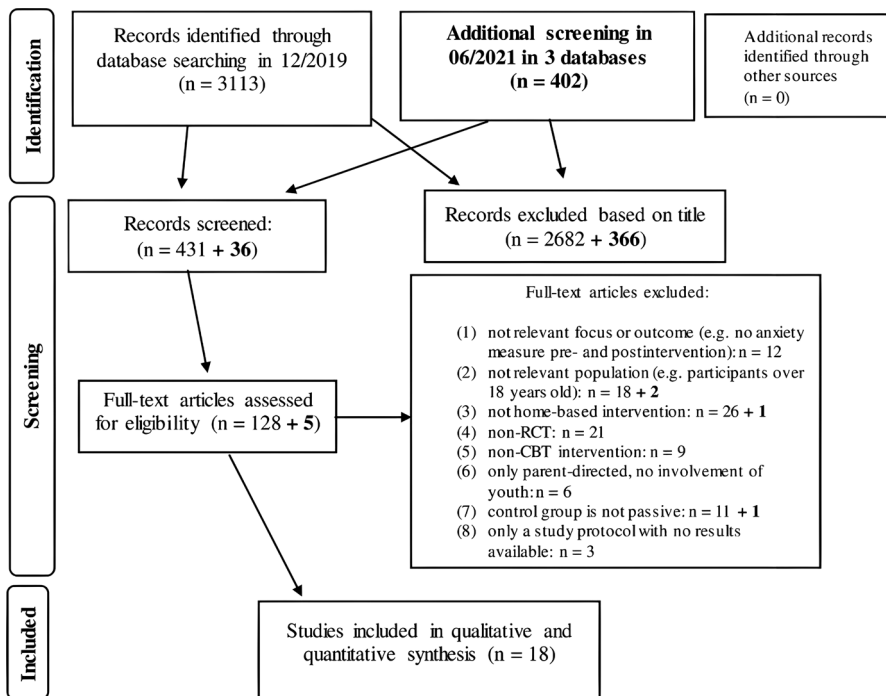 Identification
Records identified through
database searching in 12/2019
(n = 3113)
Additional screening in
06/2021 in 3 databases
(n = 402)
Additional records
identified through
other sources
(n = 0)
Screening
Records screened:
(n = 431 + 36)
Records excluded based on title
(n = 2682 + 366)
Full-text articles assessed
for eligibility (n = 128 + 5)
Full-text articles excluded:
(1) not relevant focus or outcome (e.g. no anxiety
measure pre- and postintervention): n = 12
(2) not relevant population (e.g. participants over
18 years old): n = 18 + 2
(3) not home-based intervention: n = 26 + 1
(4) non-RCT: n = 21
(5) non-CBT intervention: n = 9
(6) only parent-directed, no involvement of
youth: n = 6
(7) control group is not passive: n = 11 + 1
(8) only a study protocol with no results
available: n = 3
Included
Studies included in qualitative and
quantitative synthesis (n = 18)